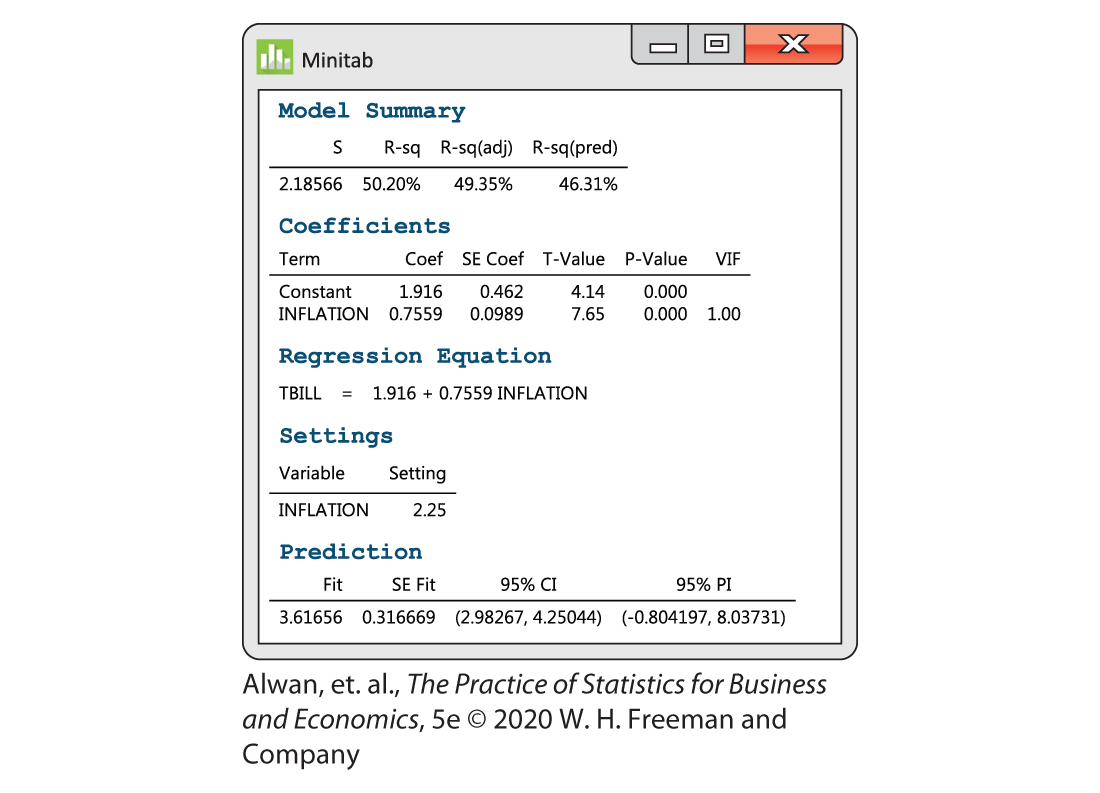 Minitab
Model Summary
S R-sq R-sq(adj) R-sq(pred)
2.18566 50.20% 49.35% 46.31%
Coefficients
Term Coef SE Coef T-Value P-Value VIF
Constant 1.916 0.462 4.14 0.000
INFLATION 0.7559 0.0989 7.65 0.000 1.00
Regression Equation
TBILL = 1.916 + 0.7559 INFLATION
Settings
Variable Setting
INFLATION 2.25
Prediction
Fit SE Fit 95% CI 95% PI
3.61656 0.316669 (2.98267, 4.25044) (-0.804197, 8.03731)
Alwan, et. al., The Practice of Statistics for Business
and Economics, 5e © 2020 W. H. Freeman and
Company